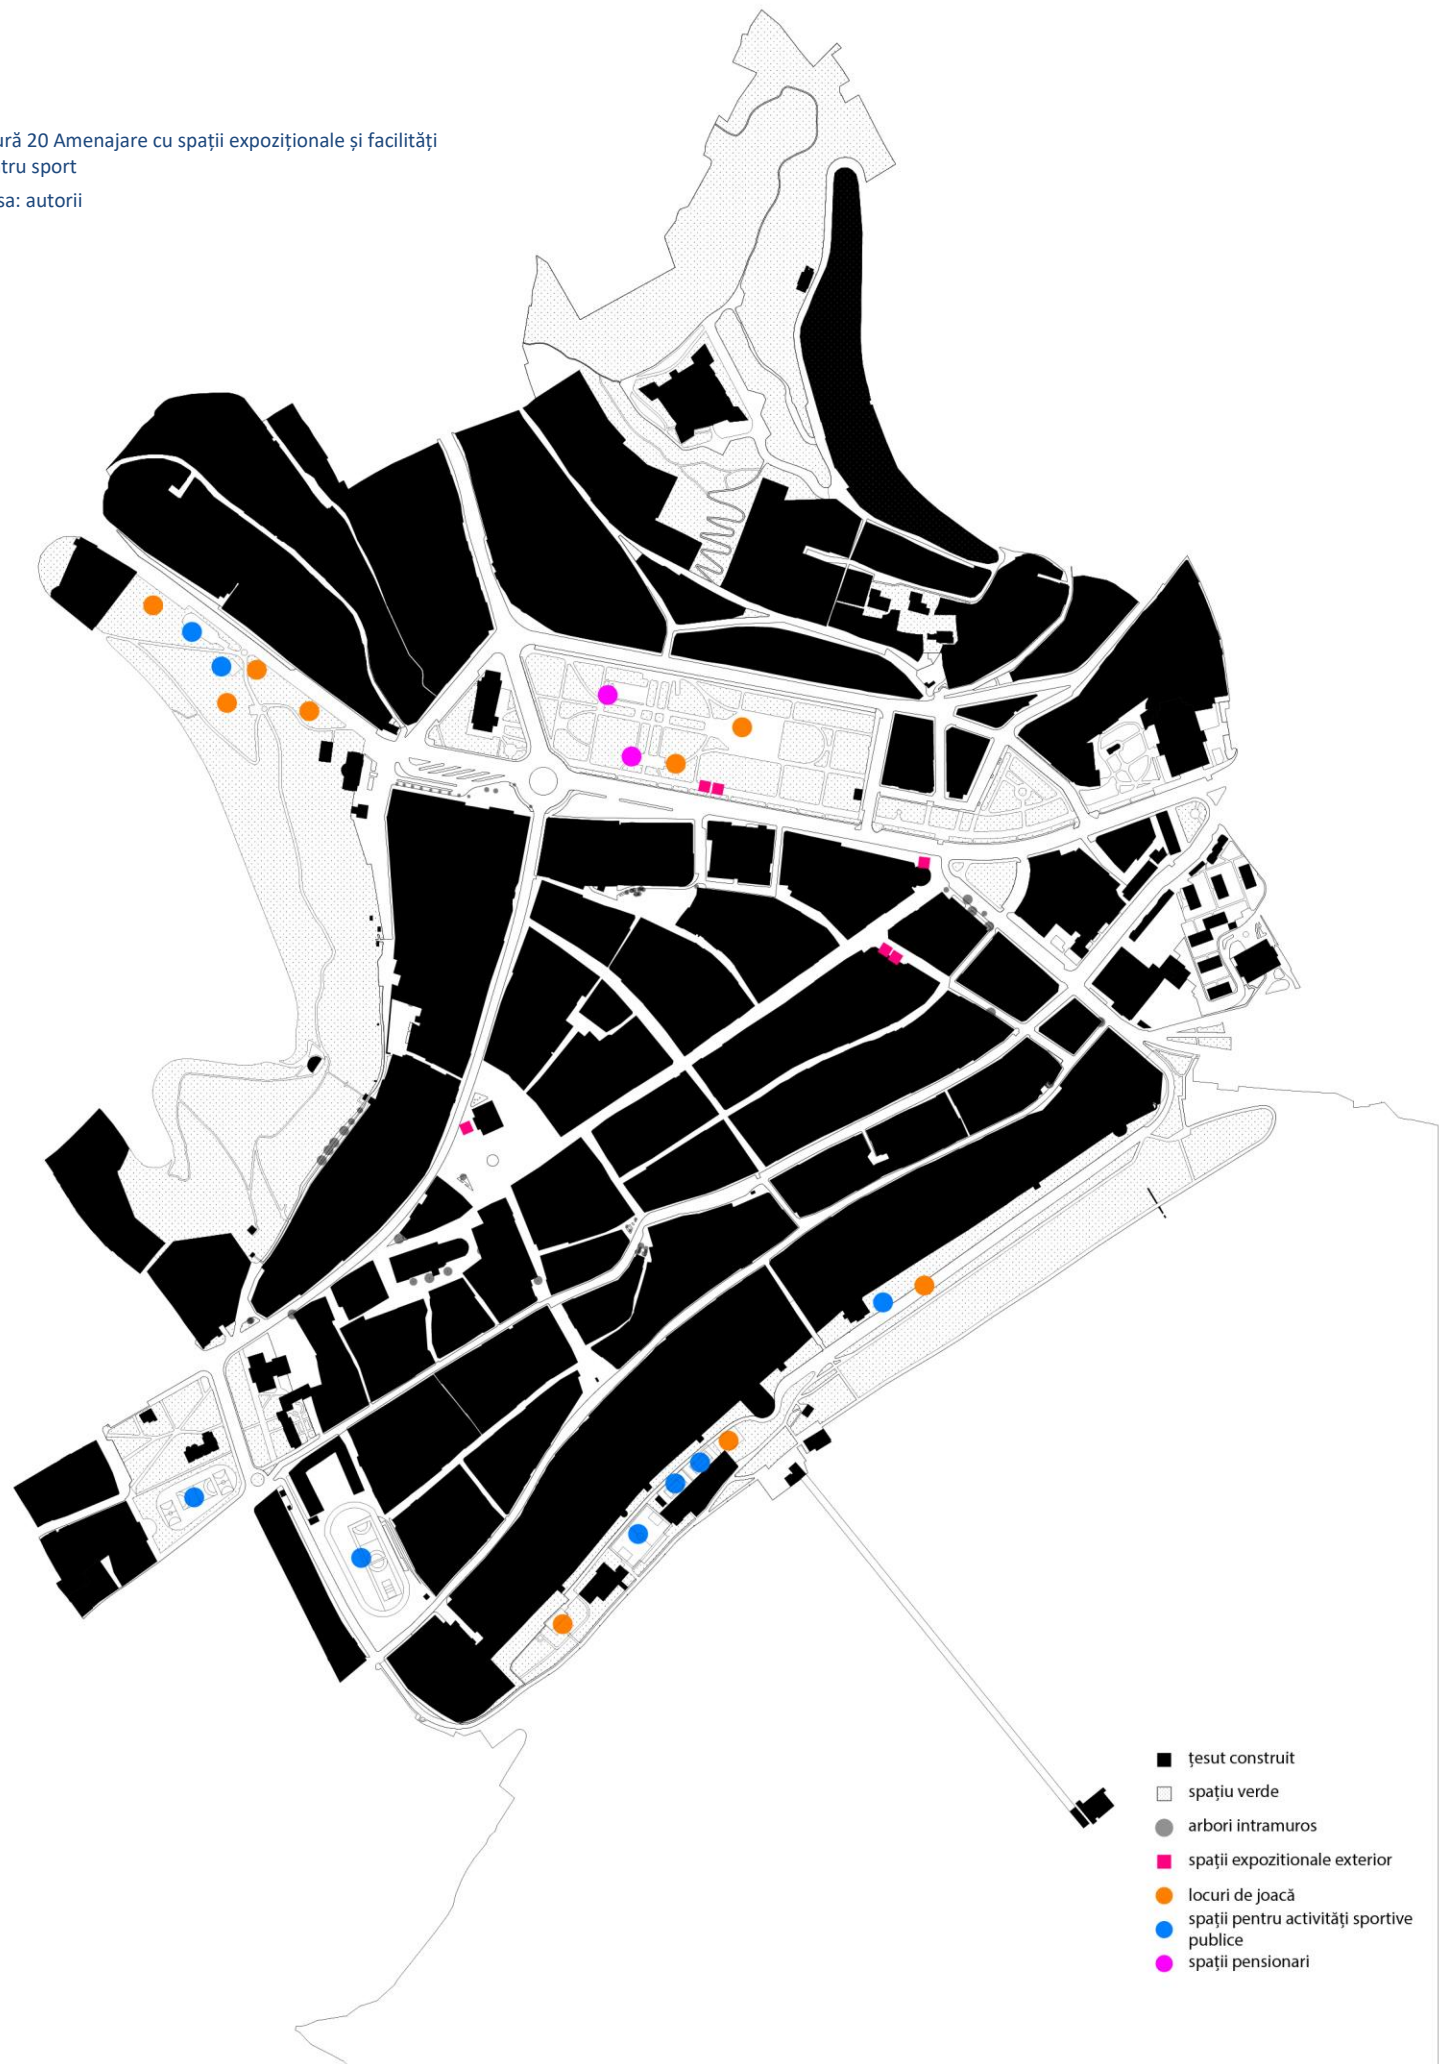 ură 20 Amenajare cu spații expoziționale și facilități
tru sport
sa: autorii
țesut construit
spațiu verde
arbori intramuros
spații expozitionale exterior
locuri de joacă
spații pentru activități sportive
publice
spații pensionari